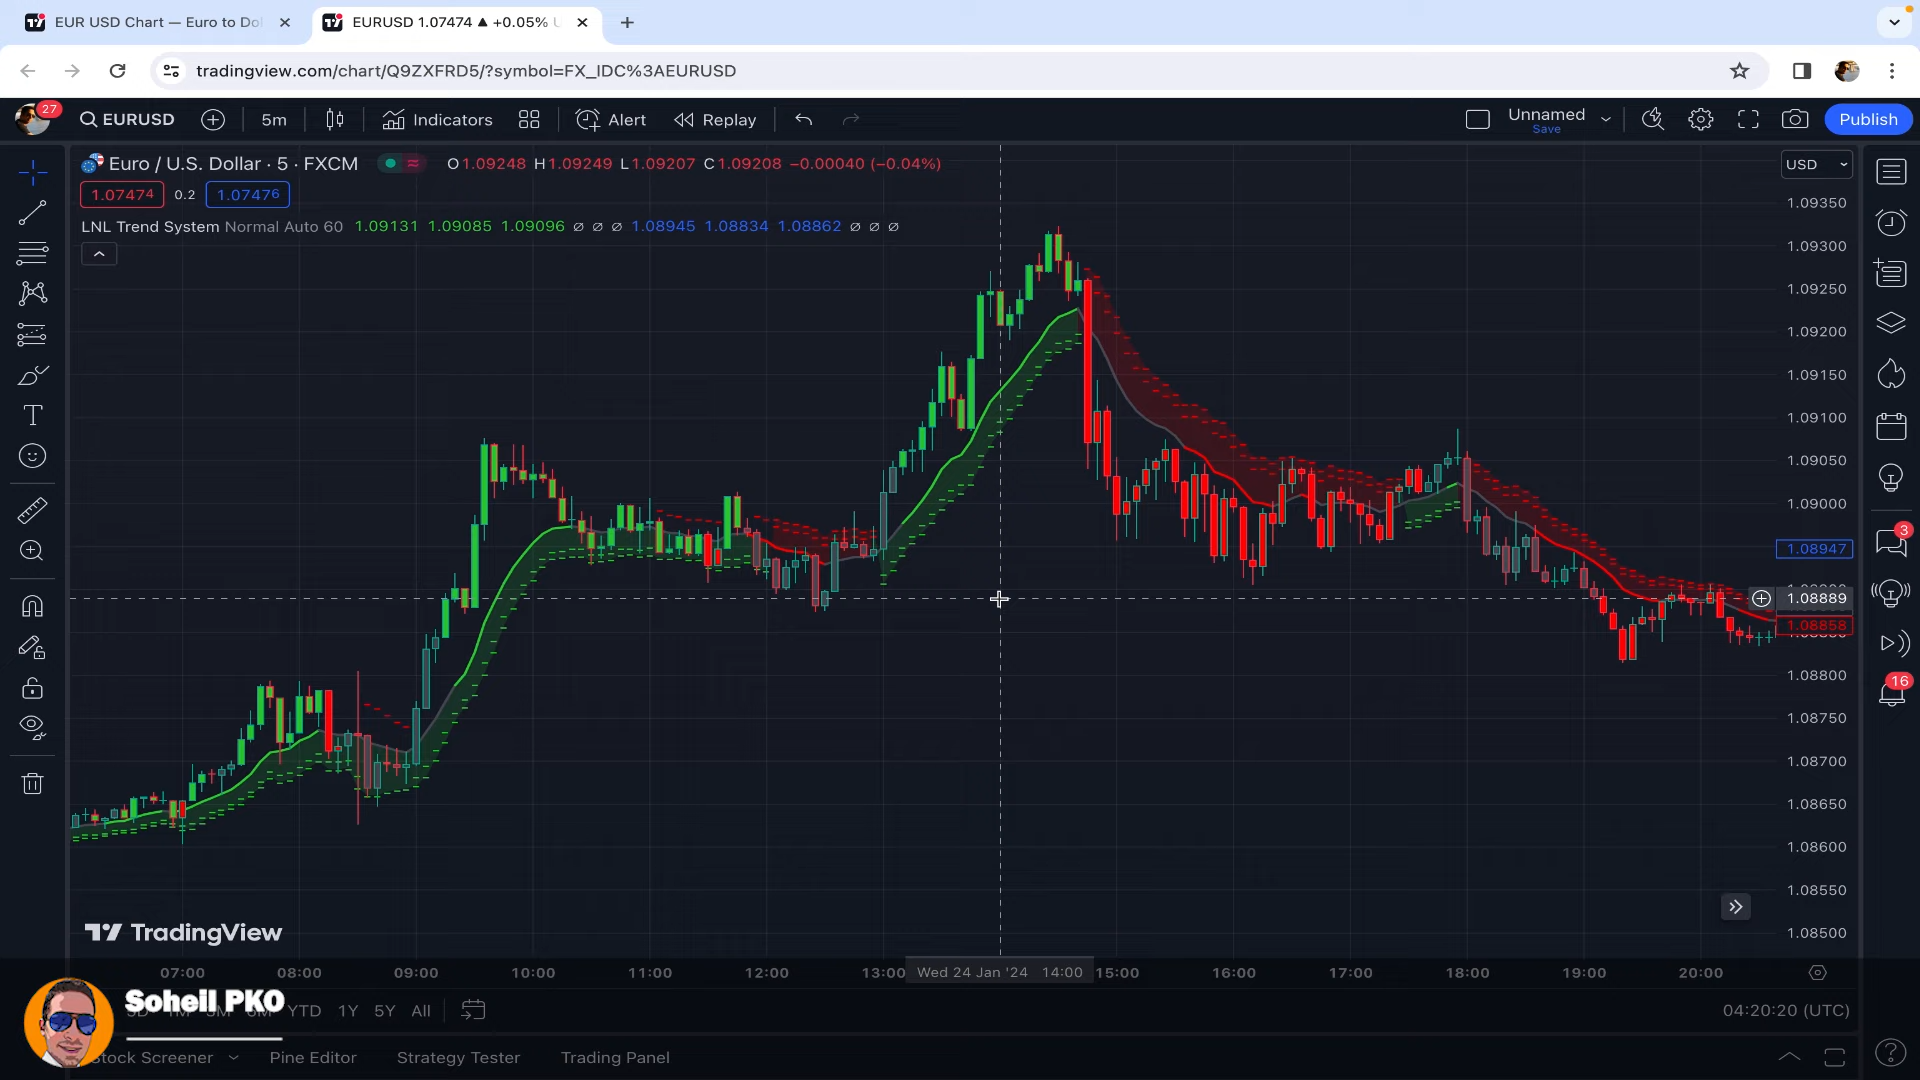 EUR USD Chart — Euro to Do
EURUSD 1.07474 ▲ +0.05% U
tradingview.com/chart/Q9ZXFRD5/?symbol=FX_IDC%3AEURUSD
27
EURUSD
5m
Indicators
Alert
Replay
Unnamed
Save
Publish
Euro / U.S. Dollar · 5 · FXCM
O1.09248 H1.09249 L1.09207 C1.09208 −0.00040 (−0.04%)
USD
1.07474 0.2 1.07476
LNL Trend System Normal Auto 60 1.09131 1.09085 1.09096 ∅ ∅ ∅ 1.08945 1.08834 1.08862 ∅ ∅ ∅
1.09350
1.09300
1.09250
1.09200
1.09150
1.09100
1.09050
1.09000
1.08947
1.08889
1.08858
1.08800
1.08750
1.08700
1.08650
1.08600
1.08550
1.08500
3
16
TradingView
07:00 08:00 09:00 10:00 11:00 12:00 13:00 Wed 24 Jan '24 14:00 15:00 16:00 17:00 18:00 19:00 20:00
Soheil PKO
YTD 1Y 5Y All
04:20:20 (UTC)
Stock Screener Pine Editor Strategy Tester Trading Panel